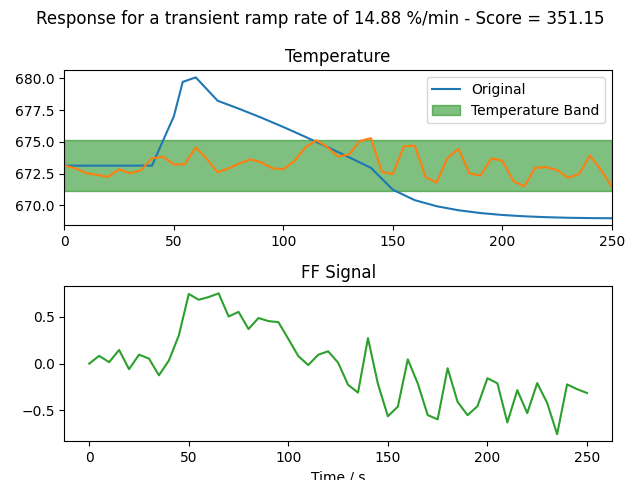 Response for a transient ramp rate of 14.88 %/min - Score = 351.15
Temperature
680.0
677.5
675.0
672.5
670.0
Original
Temperature Band
0 50 100 150 200 250
FF Signal
0.5
0.0
−0.5
0 50 100 150 200 250
Time / s